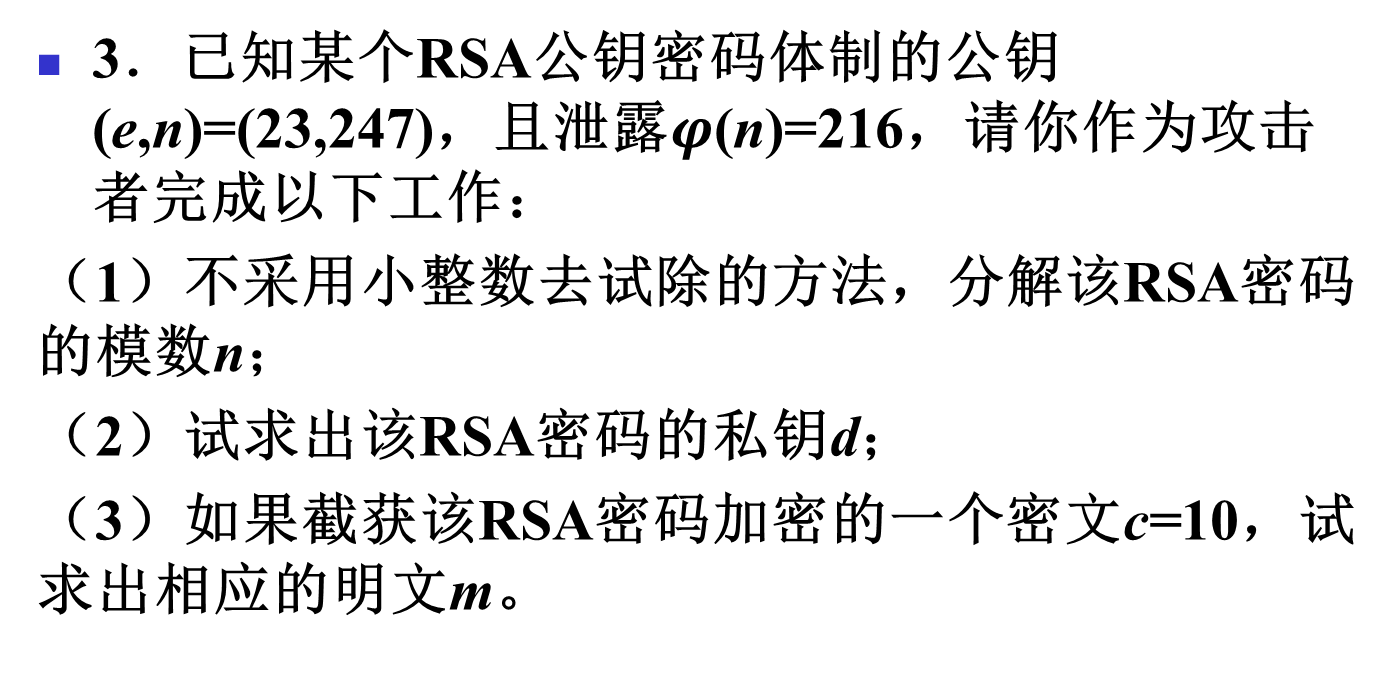 3．已知某个RSA公钥密码体制的公钥
(e,n)=(23,247)，且泄露φ(n)=216，请你作为攻击
者完成以下工作：
（1）不采用小整数去试除的方法，分解该RSA密码
的模数n；
（2）试求出该RSA密码的私钥d；
（3）如果截获该RSA密码加密的一个密文c=10，试
求出相应的明文m。